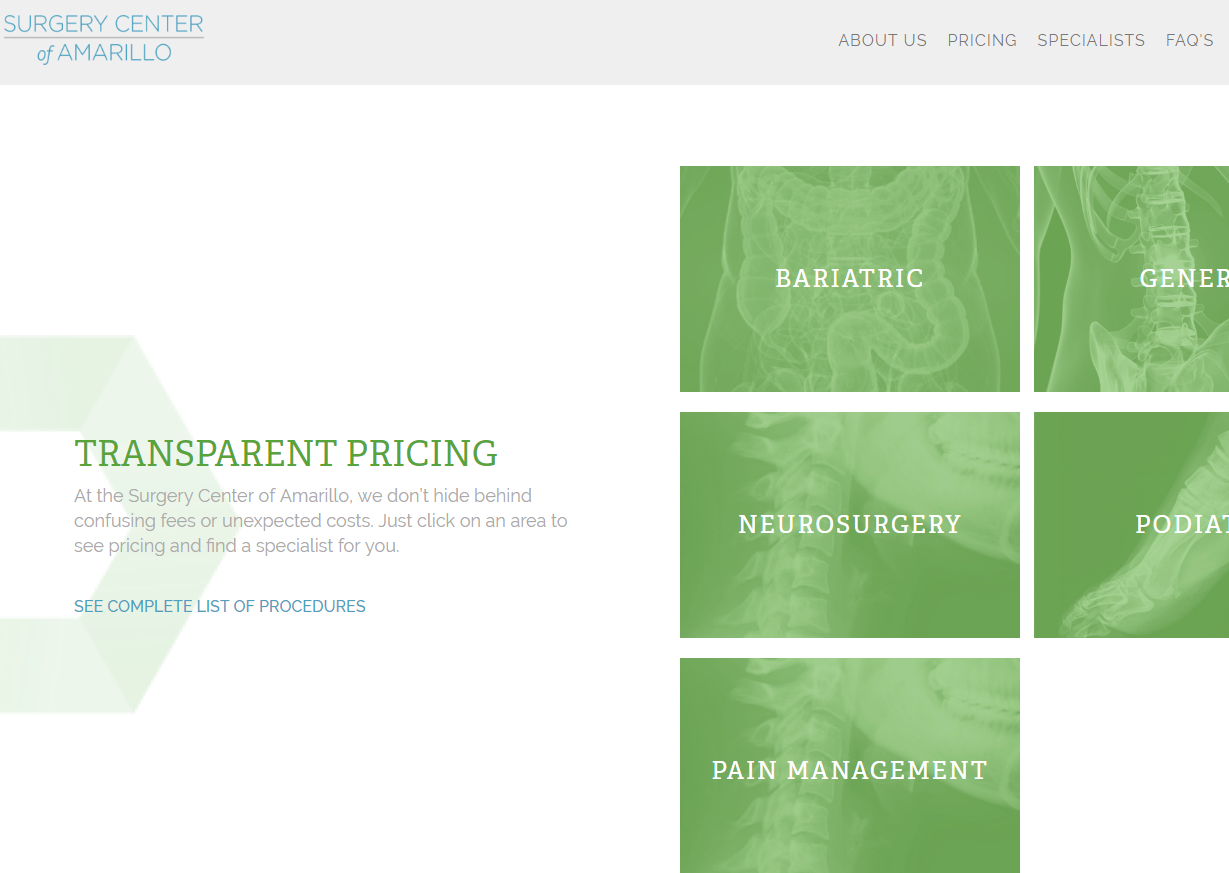 SURGERY CENTER
of AMARILLO
ABOUT US PRICING SPECIALISTS FAQ'S
BARIATRIC
GENER
TRANSPARENT PRICING
At the Surgery Center of Amarillo, we don't hide behind
confusing fees or unexpected costs. Just click on an area to
see pricing and find a specialist for you.
SEE COMPLETE LIST OF PROCEDURES
NEUROSURGERY
PODIAT
PAIN MANAGEMENT